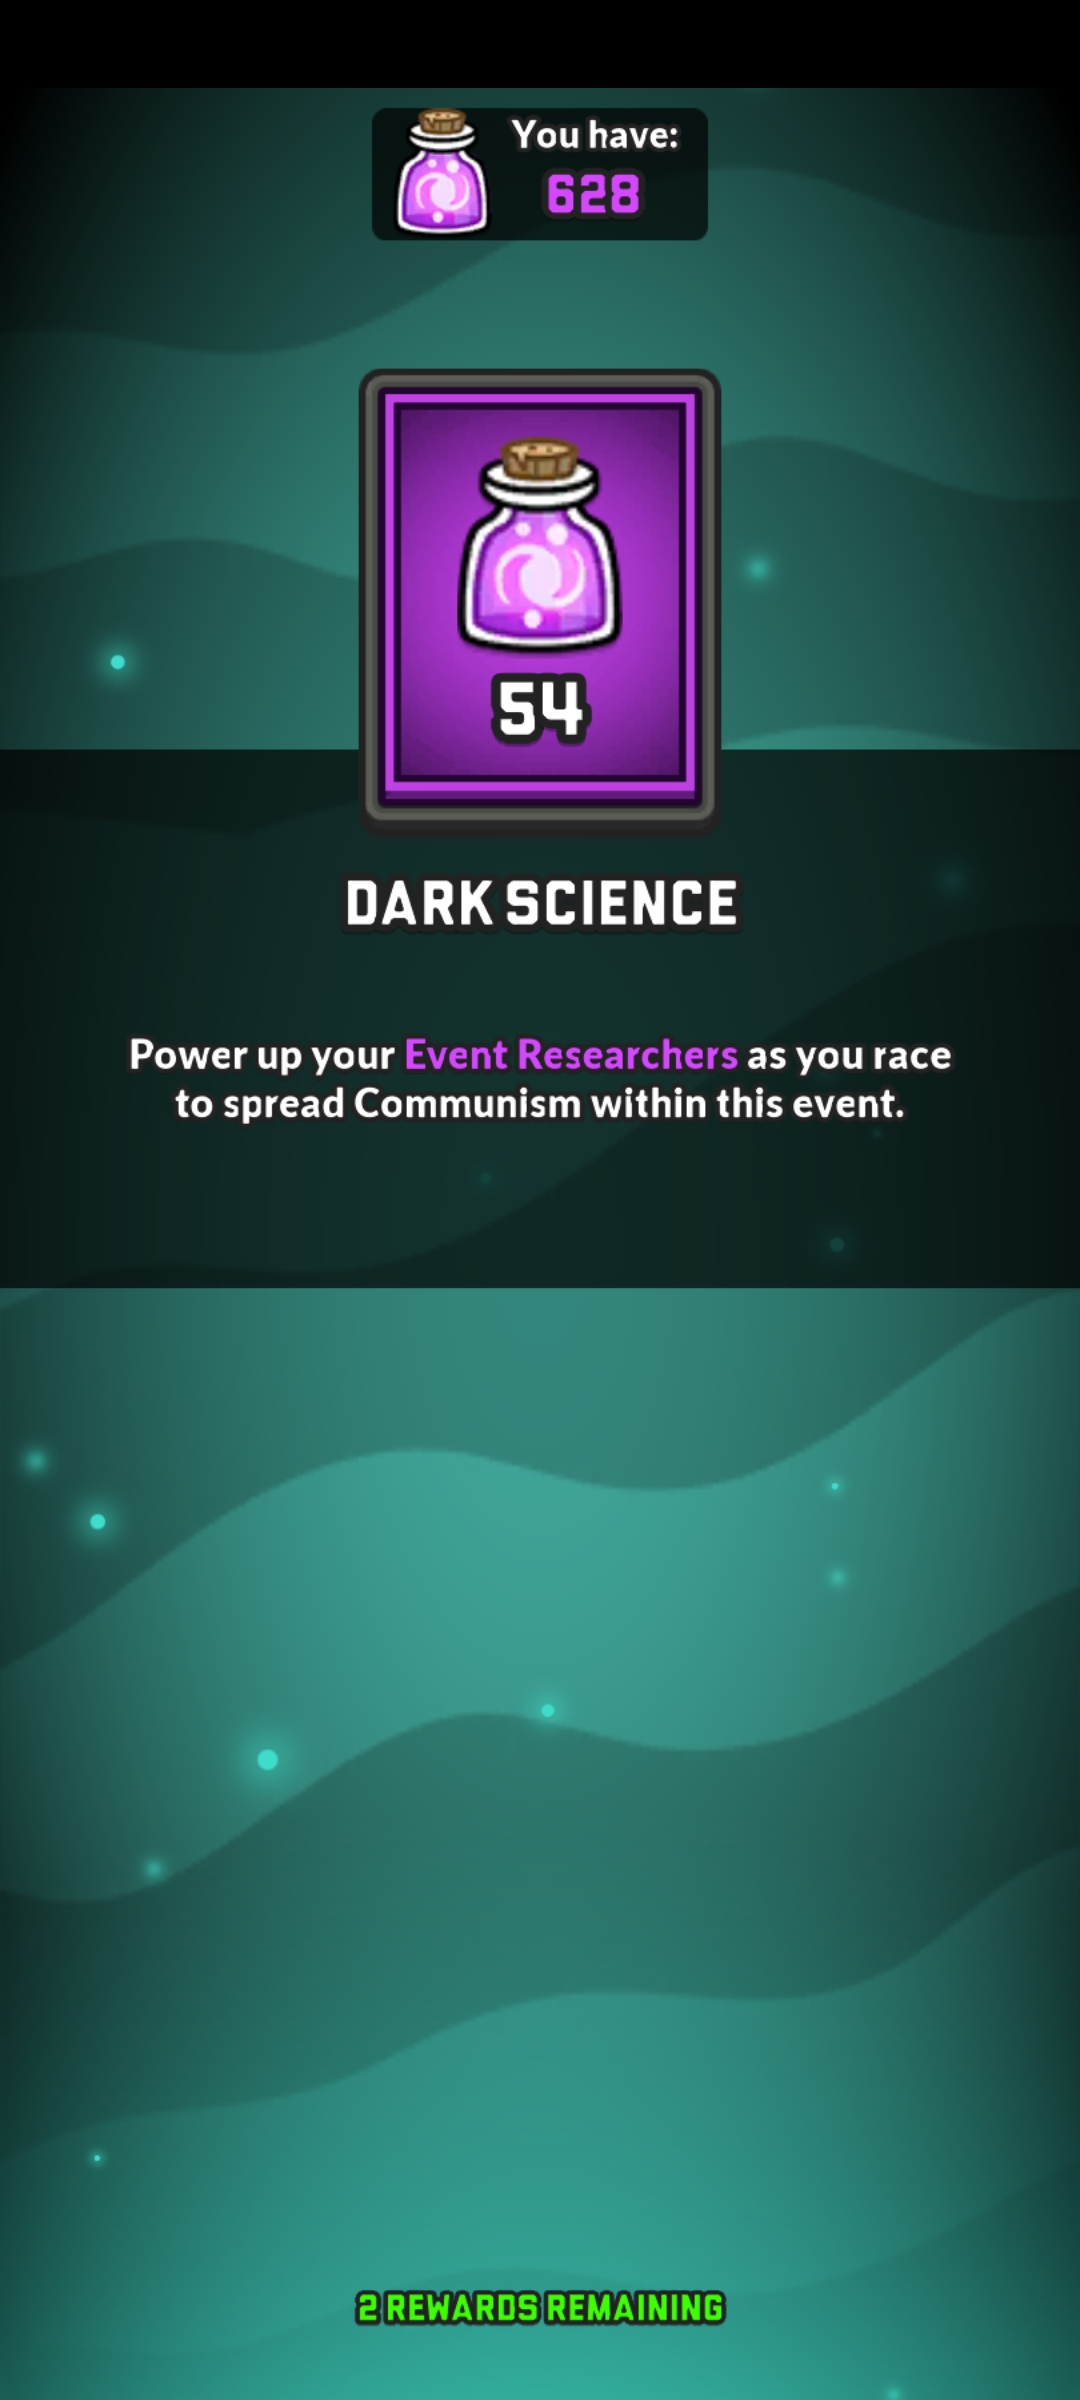 You have:
628
54
DARK SCIENCE
Power up your Event Researchers as you race
to spread Communism within this event.
2 REWARDS REMAINING